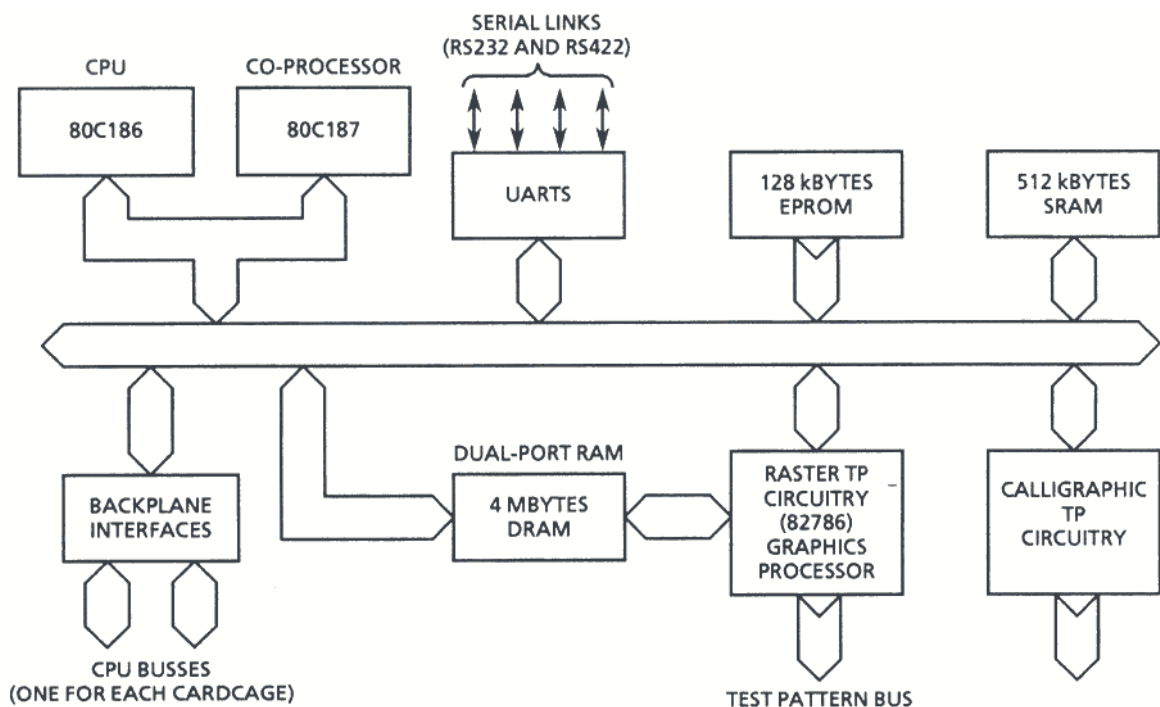 SERIAL LINKS
(RS232 AND RS422)
CPU
CO-PROCESSOR
80C186
80C187
UARTS
128 kBYTES
EPROM
512 kBYTES
SRAM
DUAL-PORT RAM
BACKPLANE
INTERFACES
4 MBYTES
DRAM
RASTER TP
CIRCUITRY
(82786)
GRAPHICS
PROCESSOR
CALLIGRAPHIC
TP
CIRCUITRY
CPU BUSSES
(ONE FOR EACH CARDCAGE)
TEST PATTERN BUS